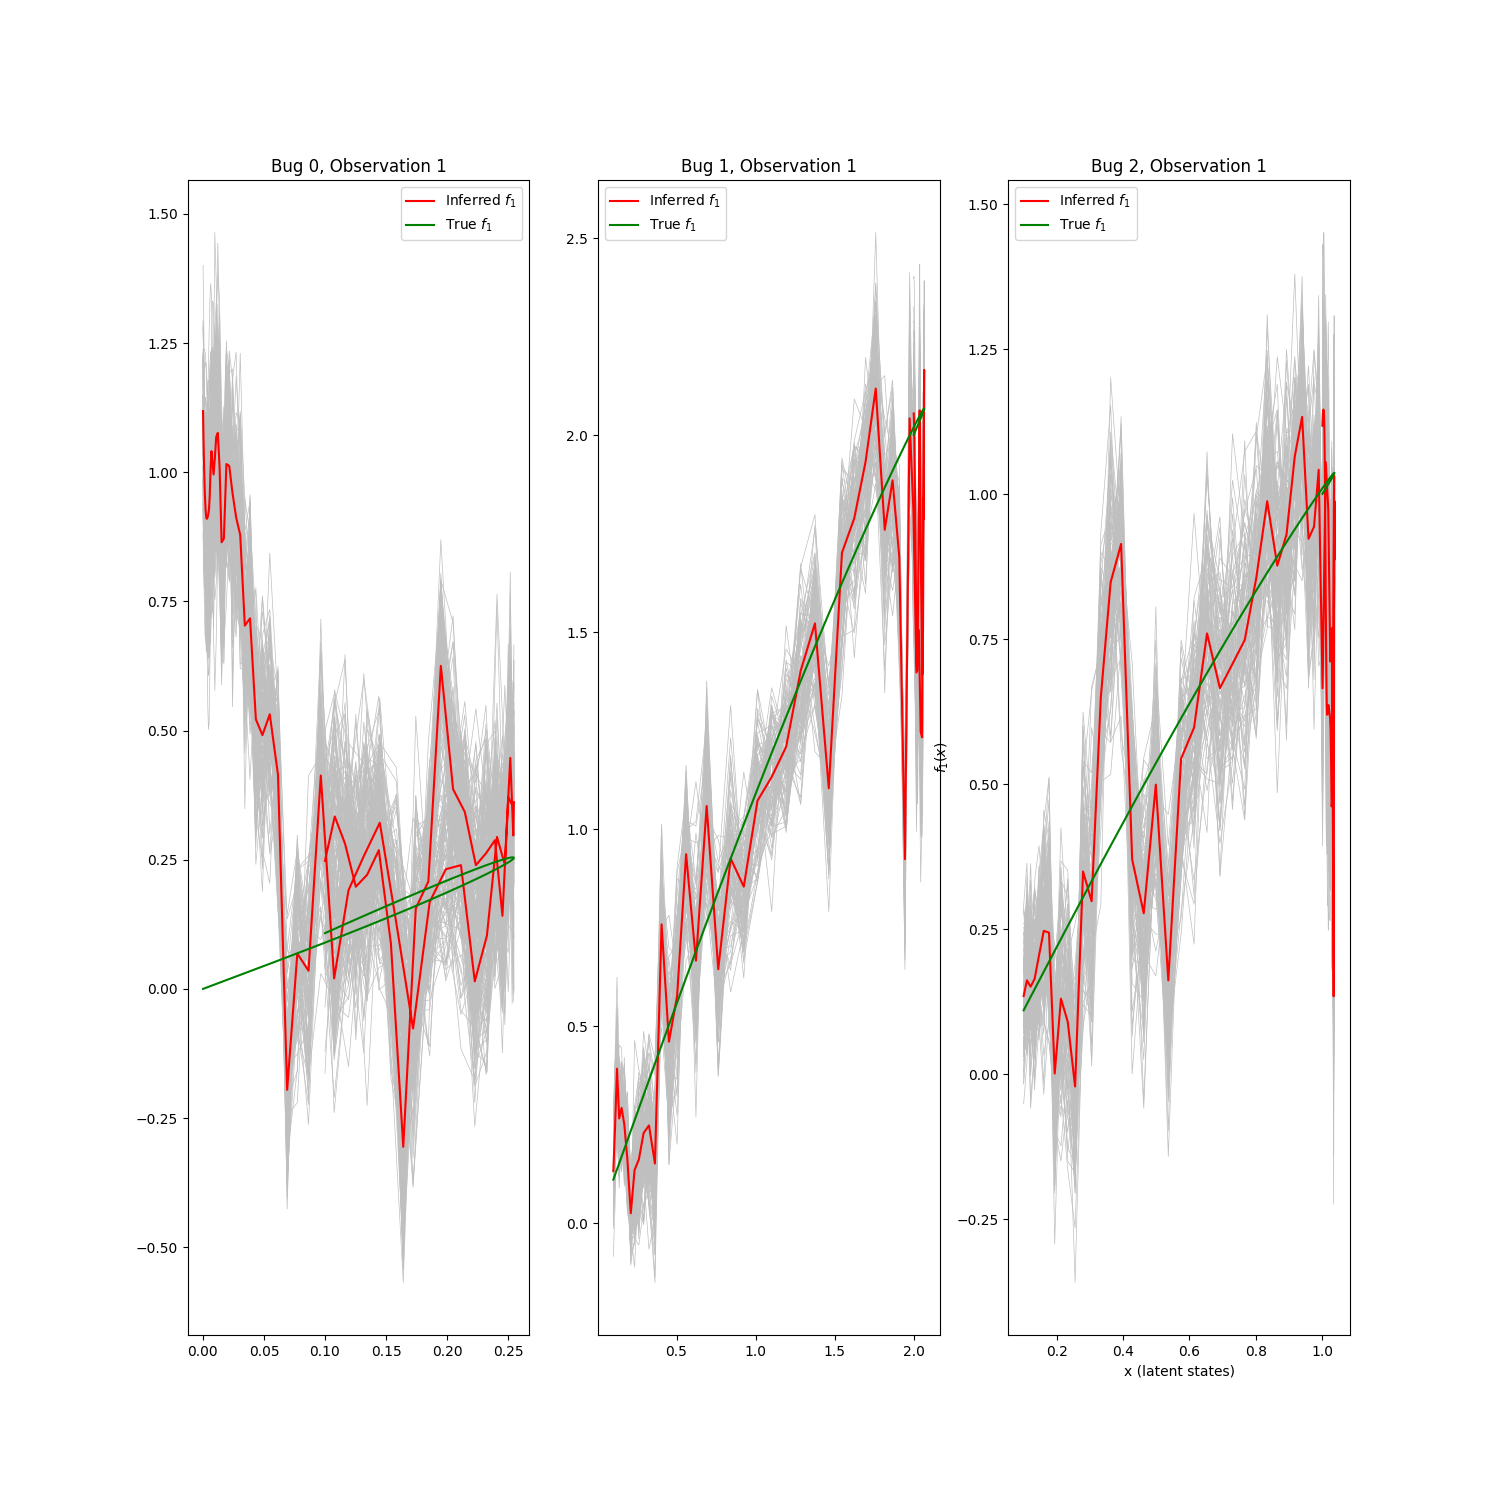 Bug 0, Observation 1
Inferred f₁
True f₁
1.50
1.25
1.00
0.75
0.50
0.25
0.00
−0.25
−0.50
0.00 0.05 0.10 0.15 0.20 0.25
Bug 1, Observation 1
Inferred f₁
True f₁
2.5
2.0
1.5
1.0
0.5
0.0
0.5 1.0 1.5 2.0
Bug 2, Observation 1
Inferred f₁
True f₁
f₁(x)
1.50
1.25
1.00
0.75
0.50
0.25
0.00
−0.25
0.2 0.4 0.6 0.8 1.0
x (latent states)